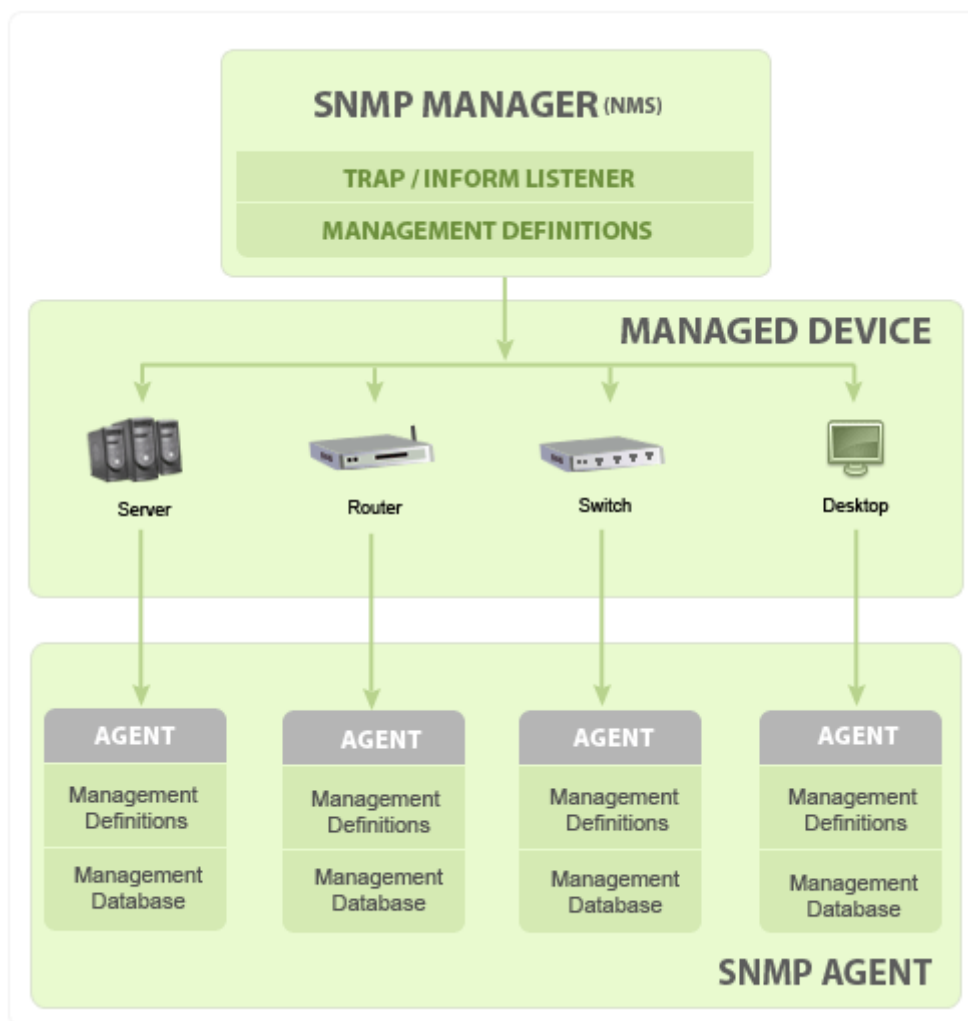 SNMP MANAGER (NMS)
TRAP / INFORM LISTENER
MANAGEMENT DEFINITIONS
MANAGED DEVICE
Server
Router
Switch
Desktop
AGENT
Management
Definitions
Management
Database
AGENT
Management
Definitions
Management
Database
AGENT
Management
Definitions
Management
Database
AGENT
Management
Definitions
Management
Database
SNMP AGENT